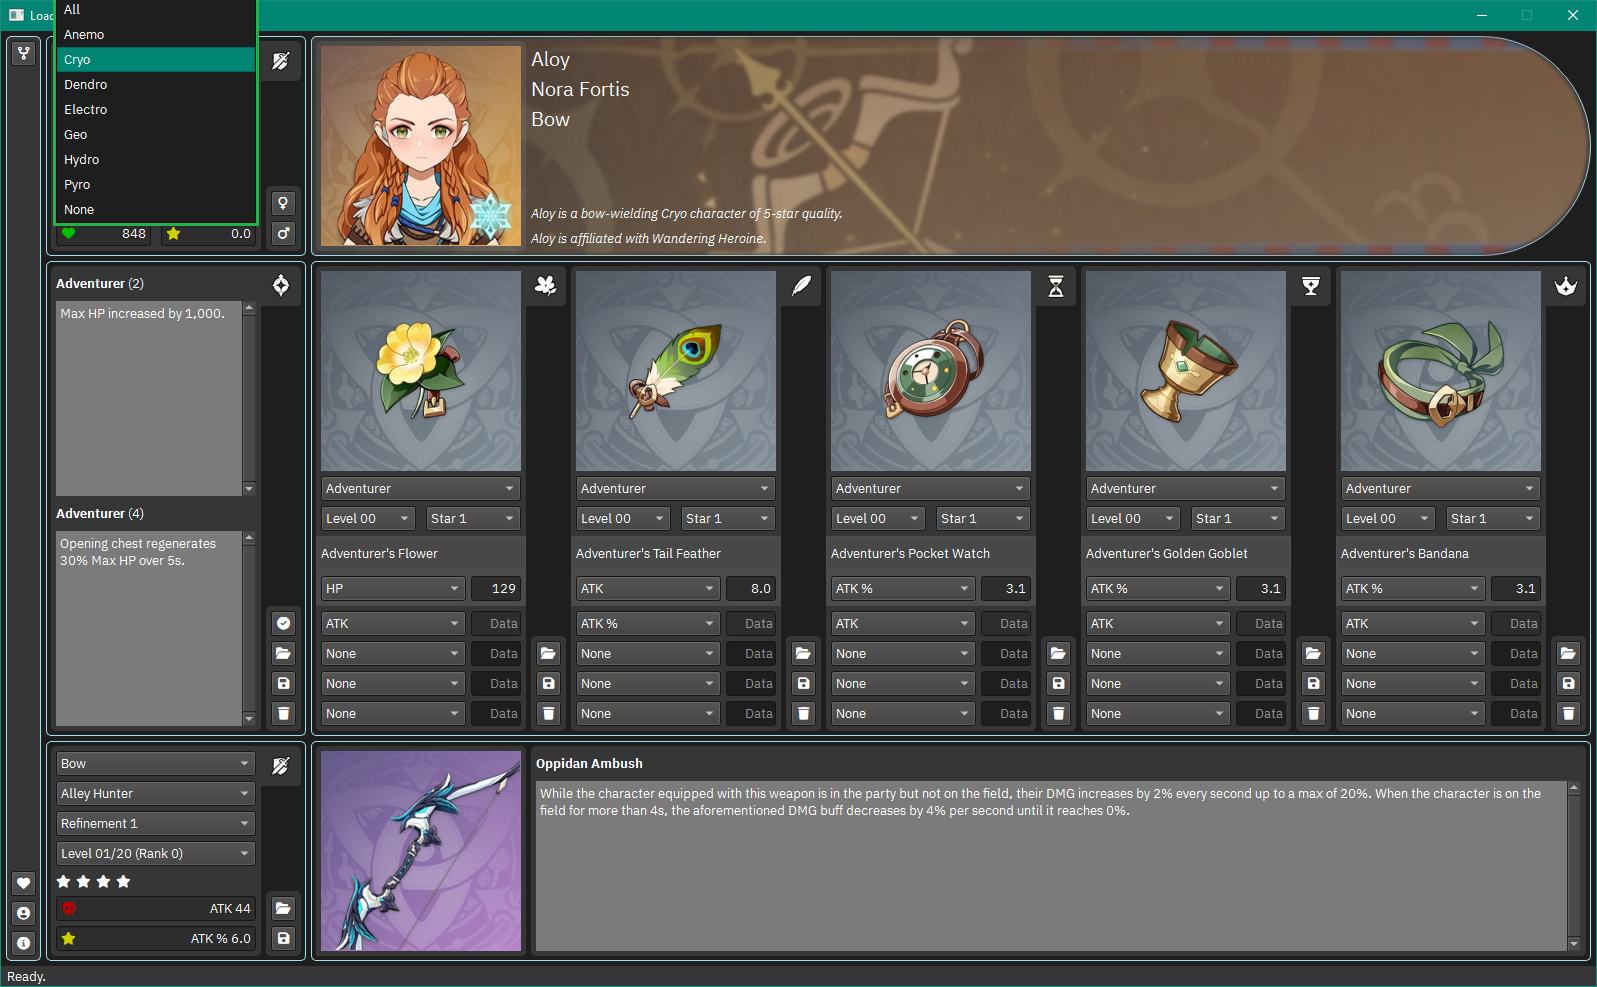 Load
All
Anemo
Cryo
Dendro
Electro
Geo
Hydro
Pyro
None
848
0.0
Aloy
Nora Fortis
Bow
Aloy is a bow-wielding Cryo character of 5-star quality.
Aloy is affiliated with Wandering Heroine.
Adventurer (2)
Max HP increased by 1,000.
Adventurer (4)
Opening chest regenerates
30% Max HP over 5s.
Adventurer
Level 00 Star 1
Adventurer's Flower
HP 129
ATK Data
None Data
None Data
None Data
Adventurer
Level 00 Star 1
Adventurer's Tail Feather
ATK 8.0
ATK % Data
None Data
None Data
None Data
Adventurer
Level 00 Star 1
Adventurer's Pocket Watch
ATK % 3.1
ATK Data
None Data
None Data
None Data
Adventurer
Level 00 Star 1
Adventurer's Golden Goblet
ATK % 3.1
ATK Data
None Data
None Data
None Data
Adventurer
Level 00 Star 1
Adventurer's Bandana
ATK % 3.1
ATK Data
None Data
None Data
None Data
Bow
Alley Hunter
Refinement 1
Level 01/20 (Rank 0)
ATK 44
ATK % 6.0
Oppidan Ambush
While the character equipped with this weapon is in the party but not on the field, their DMG increases by 2% every second up to a max of 20%. When the character is on the
field for more than 4s, the aforementioned DMG buff decreases by 4% per second until it reaches 0%.
Ready.